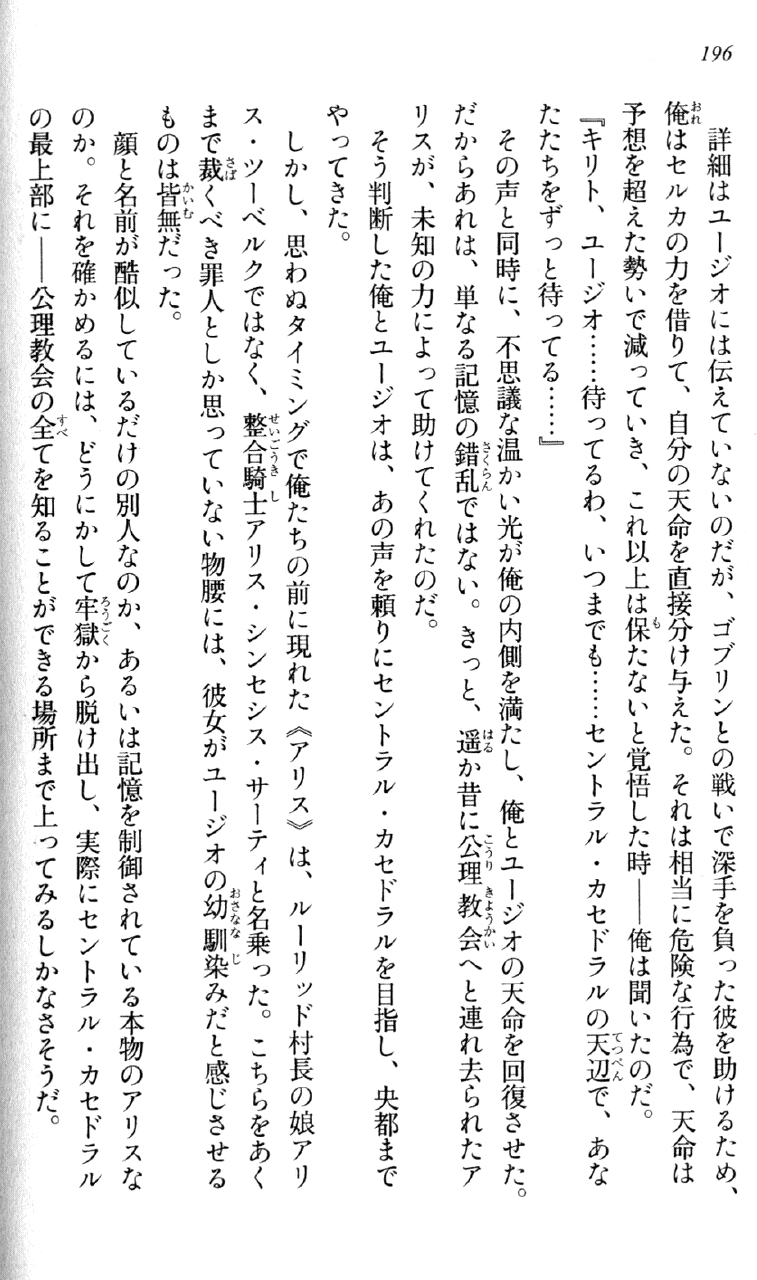 196
詳細はユージオには伝えていないのだが、ゴブリンとの戦いで深手を負った彼を助けるため、
俺はセルカの力を借りて、自分の天命を直接分け与えた。それは相当に危険な行為で、天命は
予想を超えた勢いで減っていき、これ以上は保たないと覚悟した時――俺は聞いたのだ。
『キリト、ユージオ……待ってるわ、いつまでも……セントラル・カセドラルの天辺で、あな
たたちをずっと待ってる……』
その声と同時に、不思議な温かい光が俺の内側を満たし、俺とユージオの天命を回復させた。
だからあれは、単なる記憶の錯乱ではない。きっと、遥か昔に公理教会へと連れ去られたア
リスが、未知の力によって助けてくれたのだ。
そう判断した俺とユージオは、あの声を頼りにセントラル・カセドラルを目指し、央都まで
やってきた。
しかし、思わぬタイミングで俺たちの前に現れた《アリス》は、ルーリッド村長の娘アリ
ス・ツーベルクではなく、整合騎士アリス・シンセシス・サーティと名乗った。こちらをあく
まで裁くべき罪人としか思っていない物腰には、彼女がユージオの幼馴染みだと感じさせる
ものは皆無だった。
顔と名前が酷似しているだけの別人なのか、あるいは記憶を制御されている本物のアリスな
のか。それを確かめるには、どうにかして牢獄から脱け出し、実際にセントラル・カセドラル
の最上部に――公理教会の全てを知ることができる場所まで上ってみるしかなさそうだ。